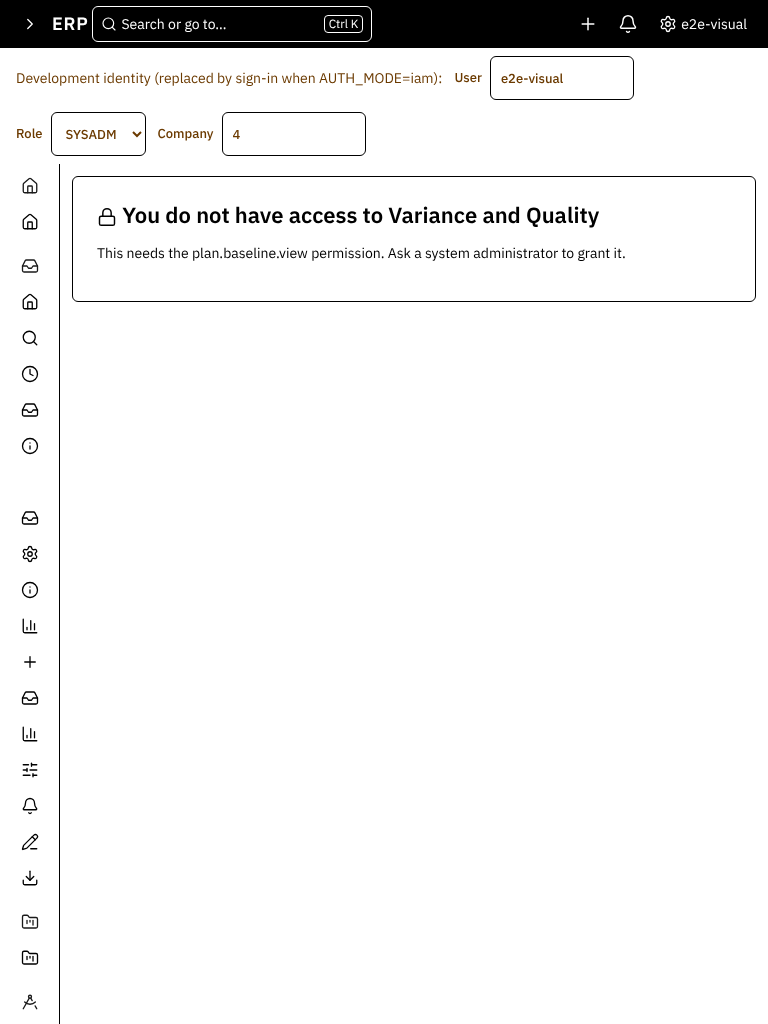 ERP
Search or go to...
Ctrl K
e2e-visual
Development identity (replaced by sign-in when AUTH_MODE=iam):
User
e2e-visual
Role
SYSADM
Company
4
You do not have access to Variance and Quality
This needs the plan.baseline.view permission. Ask a system administrator to grant it.